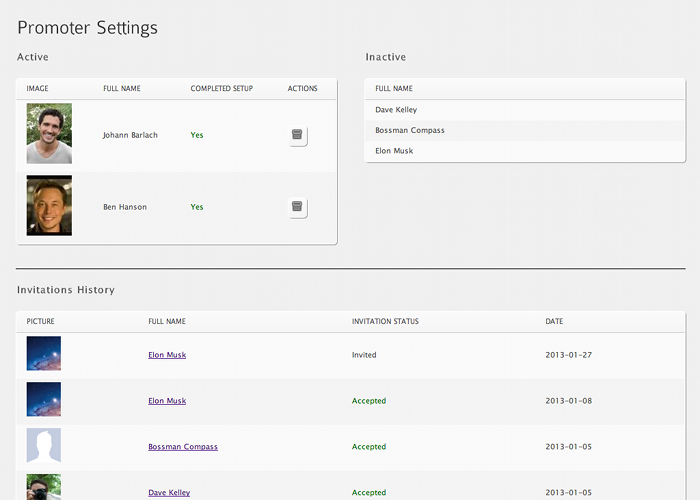 Promoter Settings
Active
IMAGE FULL NAME COMPLETED SETUP ACTIONS
Johann Barlach Yes
Ben Hanson Yes
Inactive
FULL NAME
Dave Kelley
Bossman Compass
Elon Musk
Invitations History
PICTURE FULL NAME INVITATION STATUS DATE
Elon Musk Invited 2013-01-27
Elon Musk Accepted 2013-01-08
Bossman Compass Accepted 2013-01-05
Dave Kelley Accepted 2013-01-05